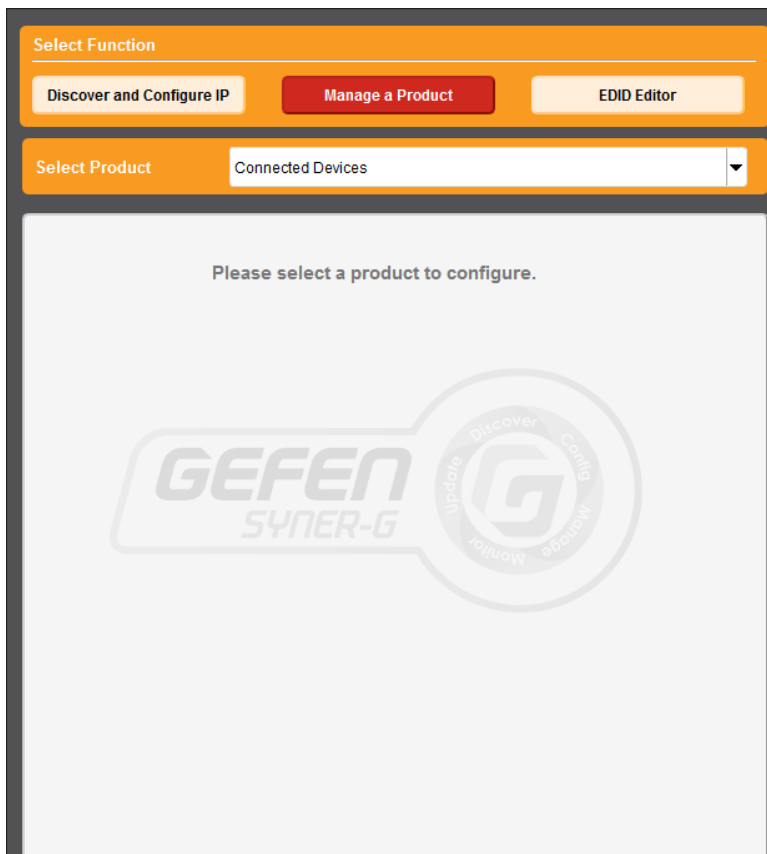 Select Function
Discover and Configure IP
Manage a Product
EDID Editor
Select Product
Connected Devices
Please select a product to configure.
GEFEN
SYNER-G
Discover
Config
Manage
Monitor
Update
G